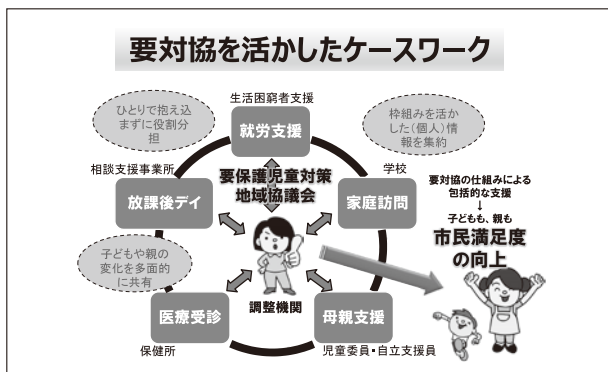 要対協を活かしたケースワーク
ひとりで抱え込
まずに役割分
担
生活困窮者支援
就労支援
枠組みを活か
した(個人)情
報を集約
相談支援事業所
放課後デイ
要保護児童対策
地域協議会
学校
家庭訪問
要対協の仕組みによる
包括的な支援
↓
子どもも、親も
市民満足度
の向上
子どもや親の
変化を多面的
に共有
調整機関
医療受診
保健所
母親支援
児童委員・自立支援員